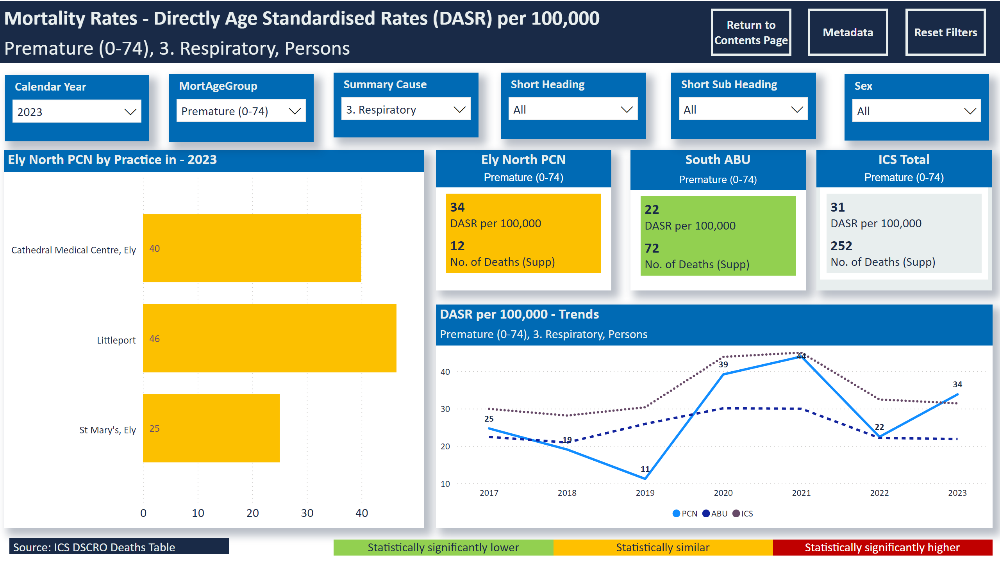 Mortality Rates - Directly Age Standardised Rates (DASR) per 100,000
Premature (0-74), 3. Respiratory, Persons
Return to
Contents Page
Metadata
Reset Filters
Calendar Year
2023
MortAgeGroup
Premature (0-74)
Summary Cause
3. Respiratory
Short Heading
All
Short Sub Heading
All
Sex
All
Ely North PCN by Practice in - 2023
Cathedral Medical Centre, Ely
40
Littleport
46
St Mary's, Ely
25
0 10 20 30 40
Ely North PCN
Premature (0-74)
34
DASR per 100,000
12
No. of Deaths (Supp)
South ABU
Premature (0-74)
22
DASR per 100,000
72
No. of Deaths (Supp)
ICS Total
Premature (0-74)
31
DASR per 100,000
252
No. of Deaths (Supp)
DASR per 100,000 - Trends
Premature (0-74), 3. Respiratory, Persons
40
30
20
10
25
19
11
39
44
22
34
2017 2018 2019 2020 2021 2022 2023
PCN ABU ICS
Source: ICS DSCRO Deaths Table
Statistically significantly lower
Statistically similar
Statistically significantly higher